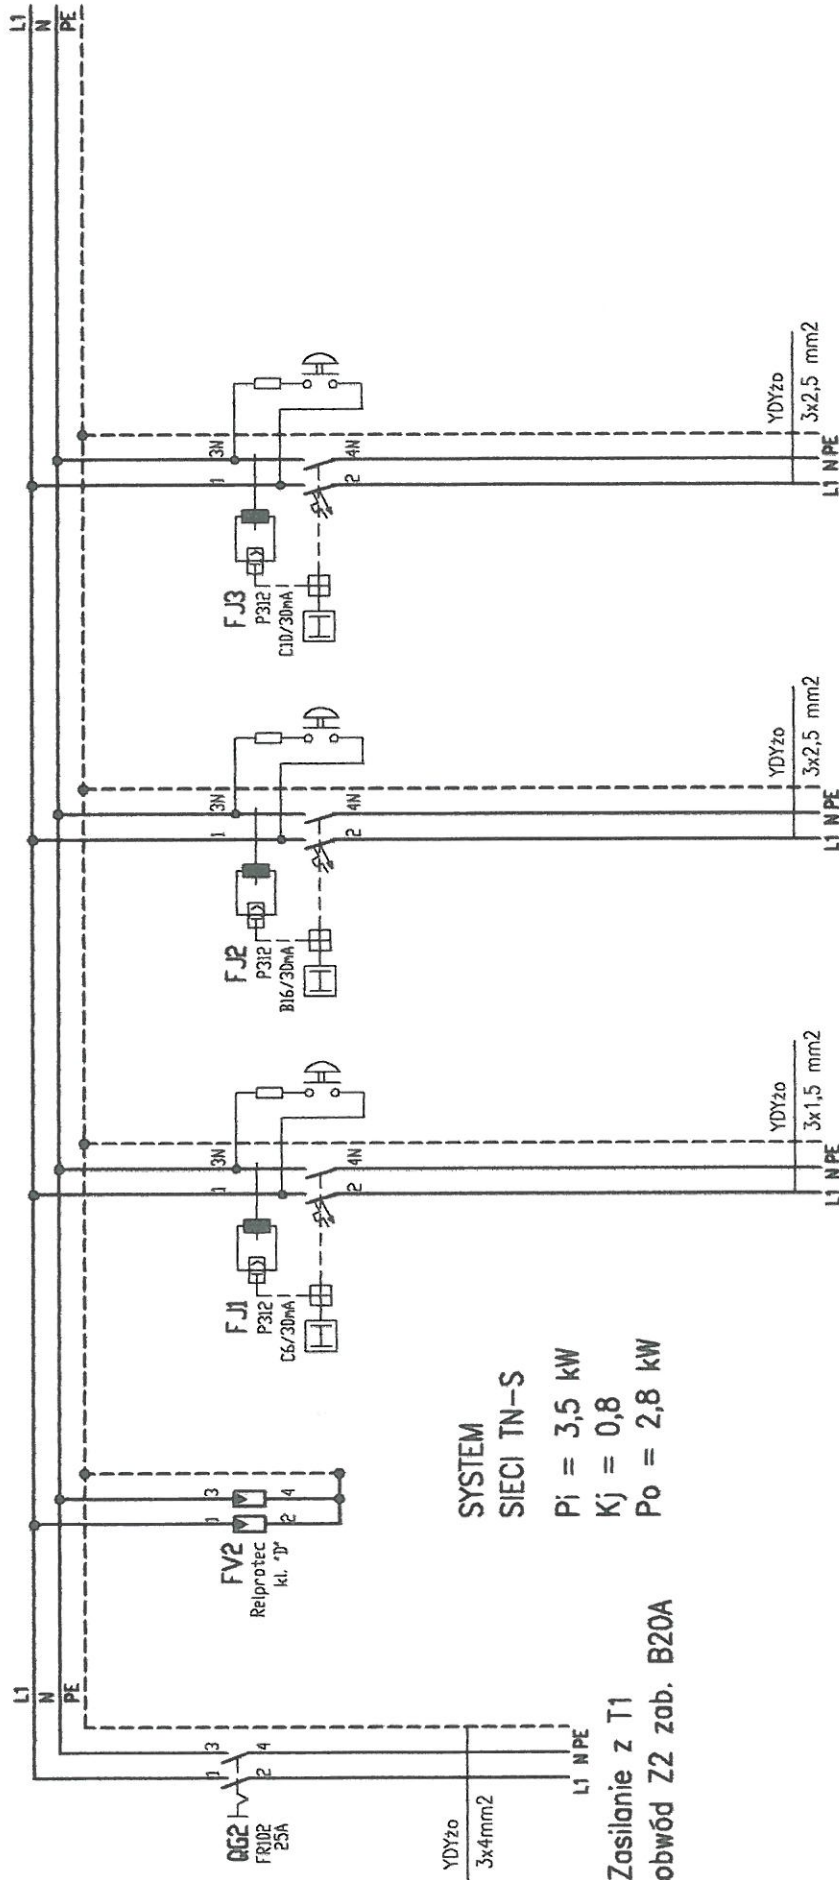 L1
N
PE
L1
N
PE
QG2
FR102
25A
1
3
2
4
YDYżo
3x4mm2
L1 N PE
Zasilanie z T1
obwód Z2 zab. B20A
FV2
Relprotec
kl. "D"
1
3
2
4
SYSTEM
SIECI TN-S
Pi = 3,5 kW
Kj = 0,8
Po = 2,8 kW
FJ1
P312
C6/30mA
1
3N
2
4N
YDYżo
3x1,5 mm2
L1 N PE
FJ2
P312
B16/30mA
1
3N
2
4N
YDYżo
3x2,5 mm2
L1 N PE
FJ3
P312
C10/30mA
1
3N
2
4N
YDYżo
3x2,5 mm2
L1 N PE